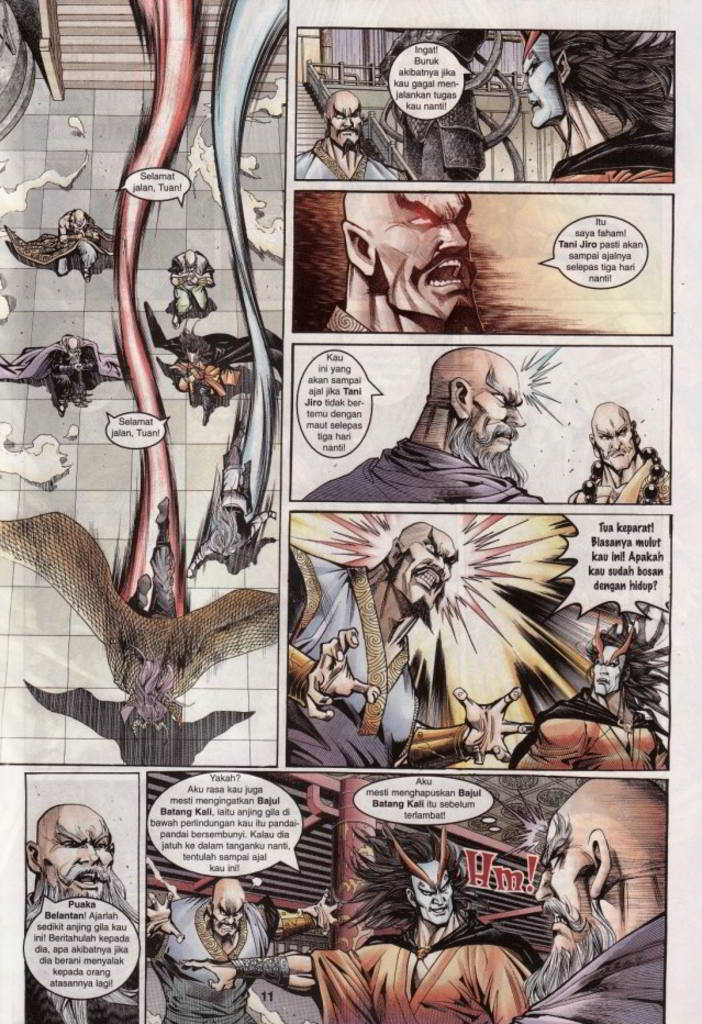 Selamat
jalan, Tuan!
Selamat
jalan, Tuan!
Ingat!
Buruk
akibatnya jika
kau gagal men-
jalankan tugas
kau nanti!
Itu
saya faham!
Tani Jiro pasti akan
sampai ajalnya
selepas tiga hari
nanti!
Kau
ini yang
akan sampai
ajal jika Tani
Jiro tidak ber-
temu dengan
maut selepas
tiga hari
nanti!
Tua keparat!
Biasanya mulut
kau ini! Apakah
kau sudah bosan
dengan hidup?
Puaka
Belantan! Ajarlah
sedikit anjing gila kau
ini! Beritahulah kepada
dia, apa akibatnya jika
dia berani menyalak
kepada orang
atasannya lagi!
Yakah?
Aku rasa kau juga
mesti mengingatkan Bajul
Batang Kali, iaitu anjing gila di
bawah perlindungan kau itu pandai-
pandai bersembunyi. Kalau dia
jatuh ke dalam tanganku nanti,
tentulah sampai ajal
kau ini!
Aku
mesti menghapuskan Bajul
Batang Kali itu sebelum
terlambat!
Hm!
11